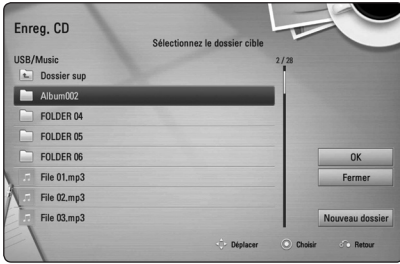 Enreg. CD
Sélectionnez le dossier cible
USB/Music
2 / 28
Dossier sup
Album002
FOLDER 04
FOLDER 05
FOLDER 06
File 01.mp3
File 02.mp3
File 03.mp3
OK
Fermer
Nouveau dossier
Déplacer
Choisir
Retour